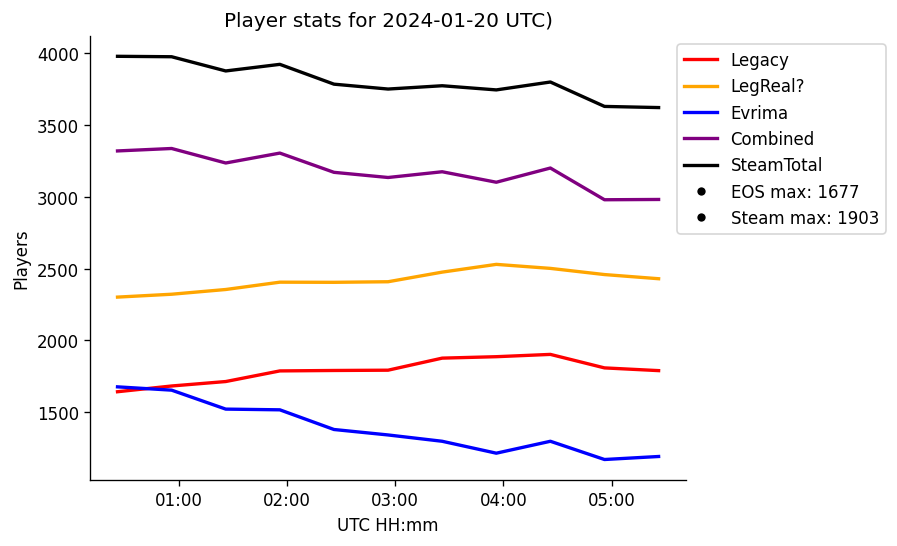 Player stats for 2024-01-20 UTC)
4000
3500
3000
2500
2000
1500
Players
01:00 02:00 03:00 04:00 05:00
UTC HH:mm
Legacy
LegReal?
Evrima
Combined
SteamTotal
EOS max: 1677
Steam max: 1903